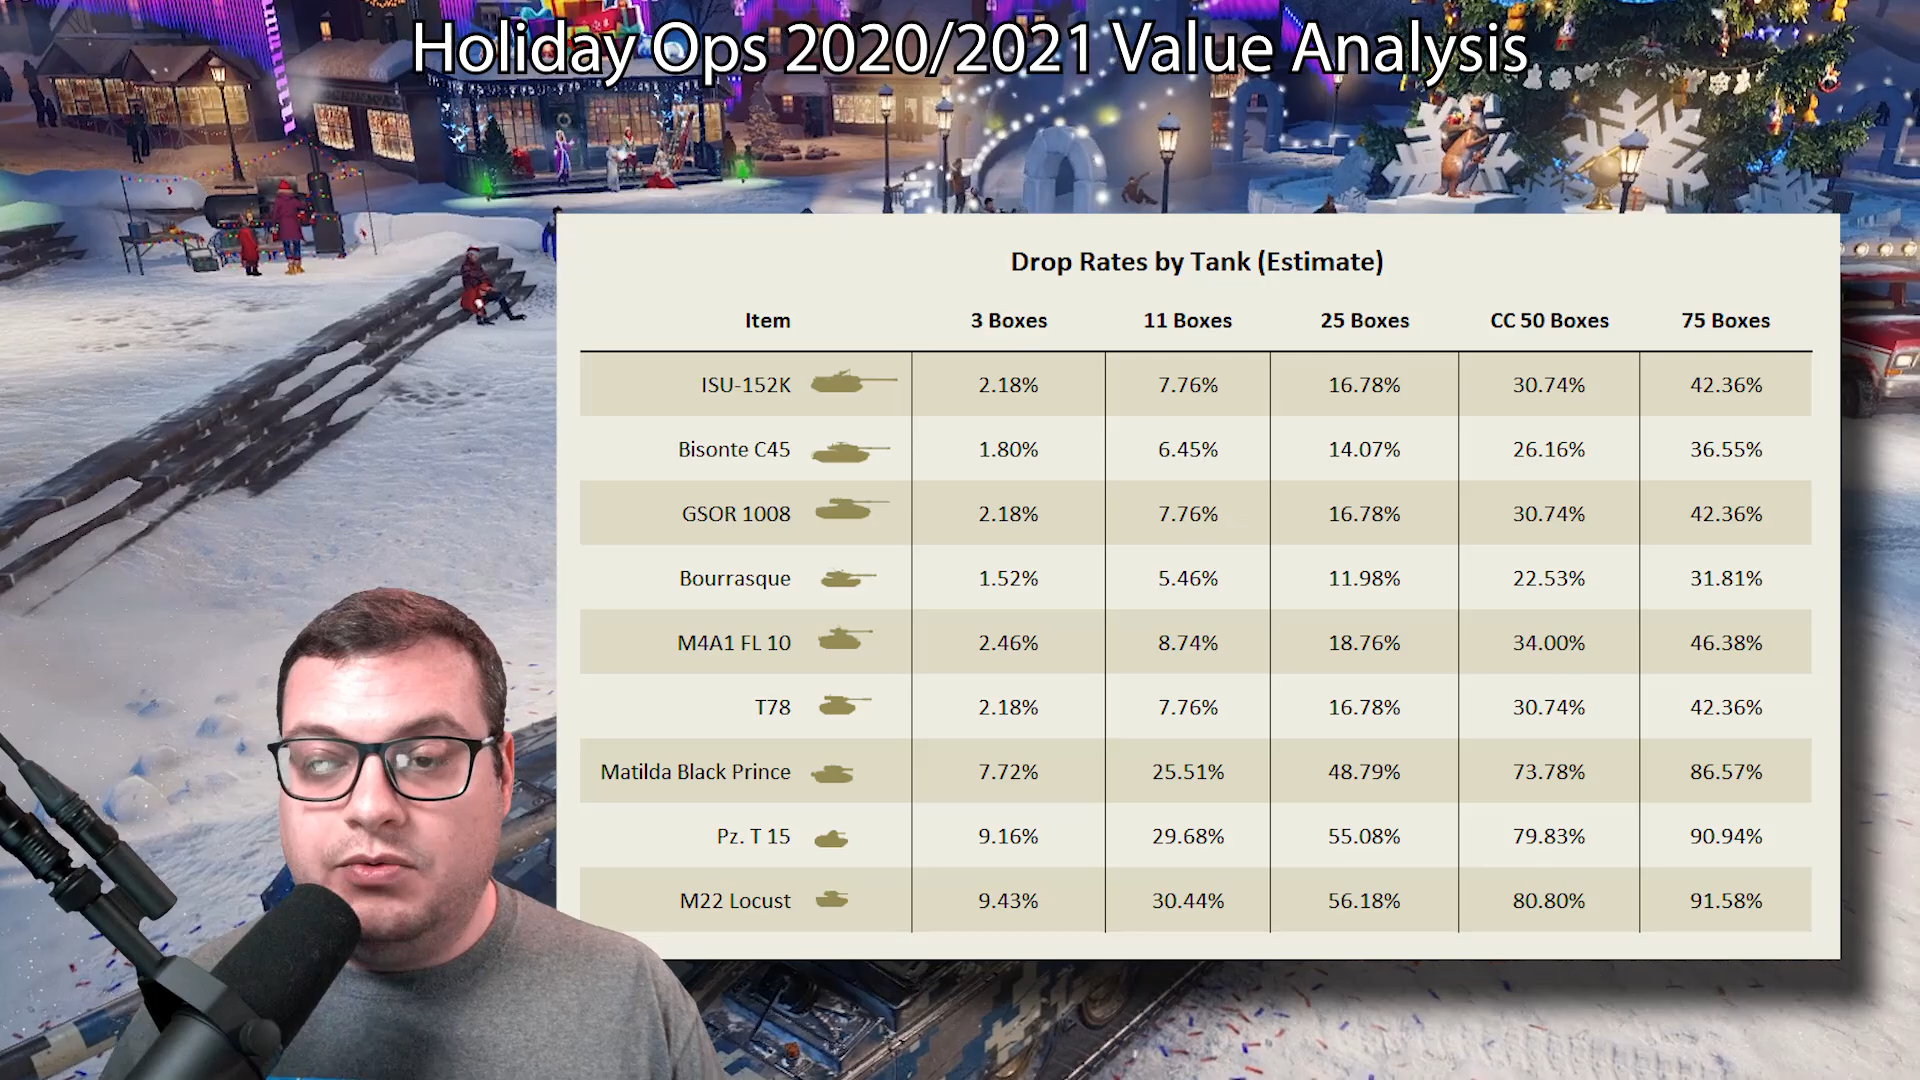 Holiday Ops 2020/2021 Value Analysis
Drop Rates by Tank (Estimate)
Item 3 Boxes 11 Boxes 25 Boxes CC 50 Boxes 75 Boxes
ISU-152K 2.18% 7.76% 16.78% 30.74% 42.36%
Bisonte C45 1.80% 6.45% 14.07% 26.16% 36.55%
GSOR 1008 2.18% 7.76% 16.78% 30.74% 42.36%
Bourrasque 1.52% 5.46% 11.98% 22.53% 31.81%
M4A1 FL 10 2.46% 8.74% 18.76% 34.00% 46.38%
T78 2.18% 7.76% 16.78% 30.74% 42.36%
Matilda Black Prince 7.72% 25.51% 48.79% 73.78% 86.57%
Pz. T 15 9.16% 29.68% 55.08% 79.83% 90.94%
M22 Locust 9.43% 30.44% 56.18% 80.80% 91.58%